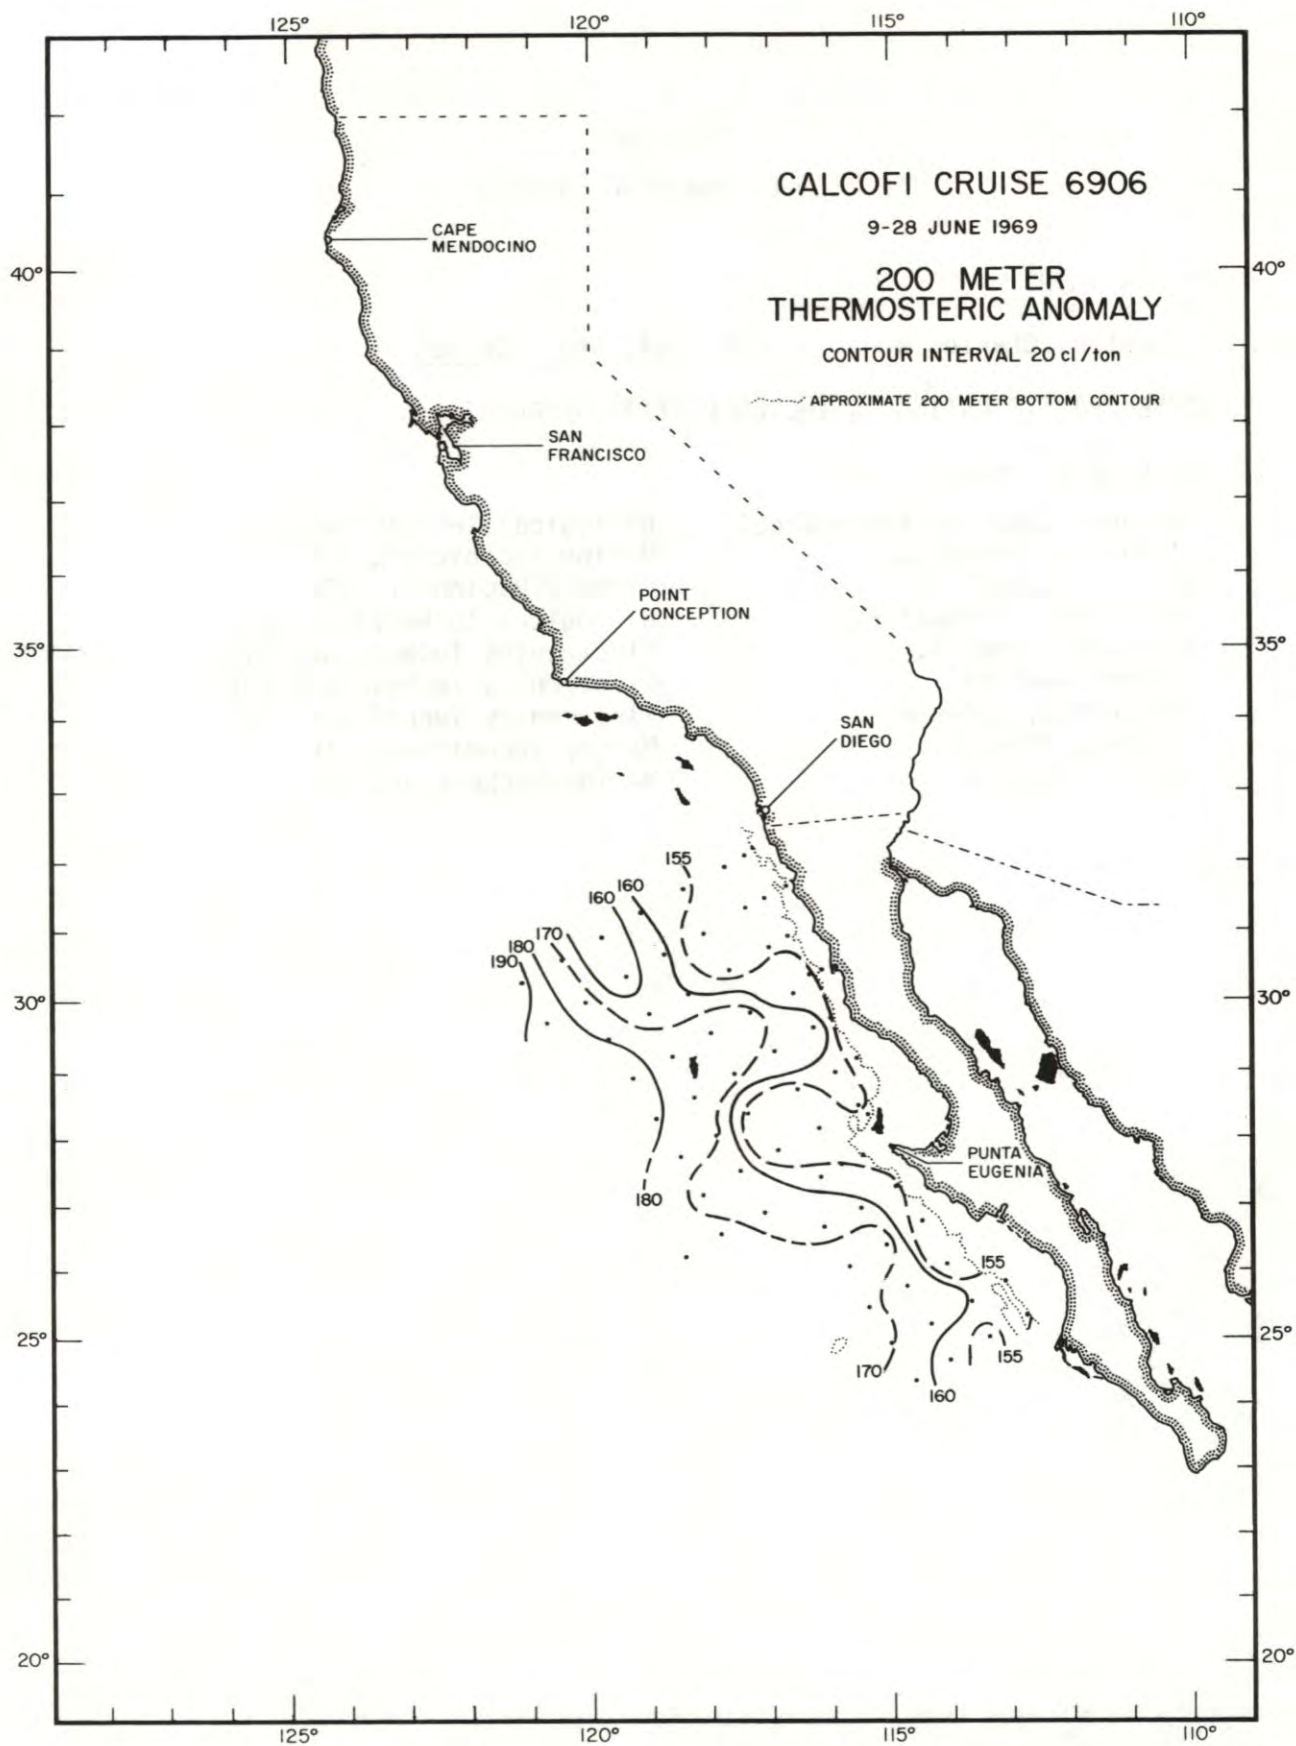 125° 120° 115° 110°
CALCOFI CRUISE 6906
9-28 JUNE 1969
200 METER
THERMOSTERIC ANOMALY
CONTOUR INTERVAL 20 cl/ton
APPROXIMATE 200 METER BOTTOM CONTOUR
CAPE
MENDOCINO
40° 40°
SAN
FRANCISCO
POINT
CONCEPTION
35° 35°
SAN
DIEGO
155
160
160
170
180
190
30° 30°
PUNTA
EUGENIA
180
155
25° 25°
155
170
160
20° 20°
125° 120° 115° 110°